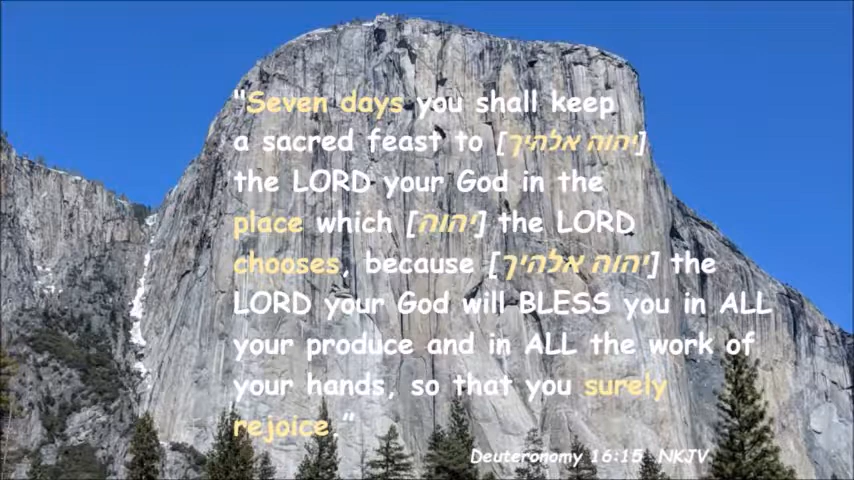 "Seven days you shall keep
a sacred feast to [יהוה אלהיך]
the LORD your God in the
place which [יהוה] the LORD
chooses, because [יהוה אלהיך] the
LORD your God will BLESS you in ALL
your produce and in ALL the work of
your hands, so that you surely
rejoice."
Deuteronomy 16:15 NKJV